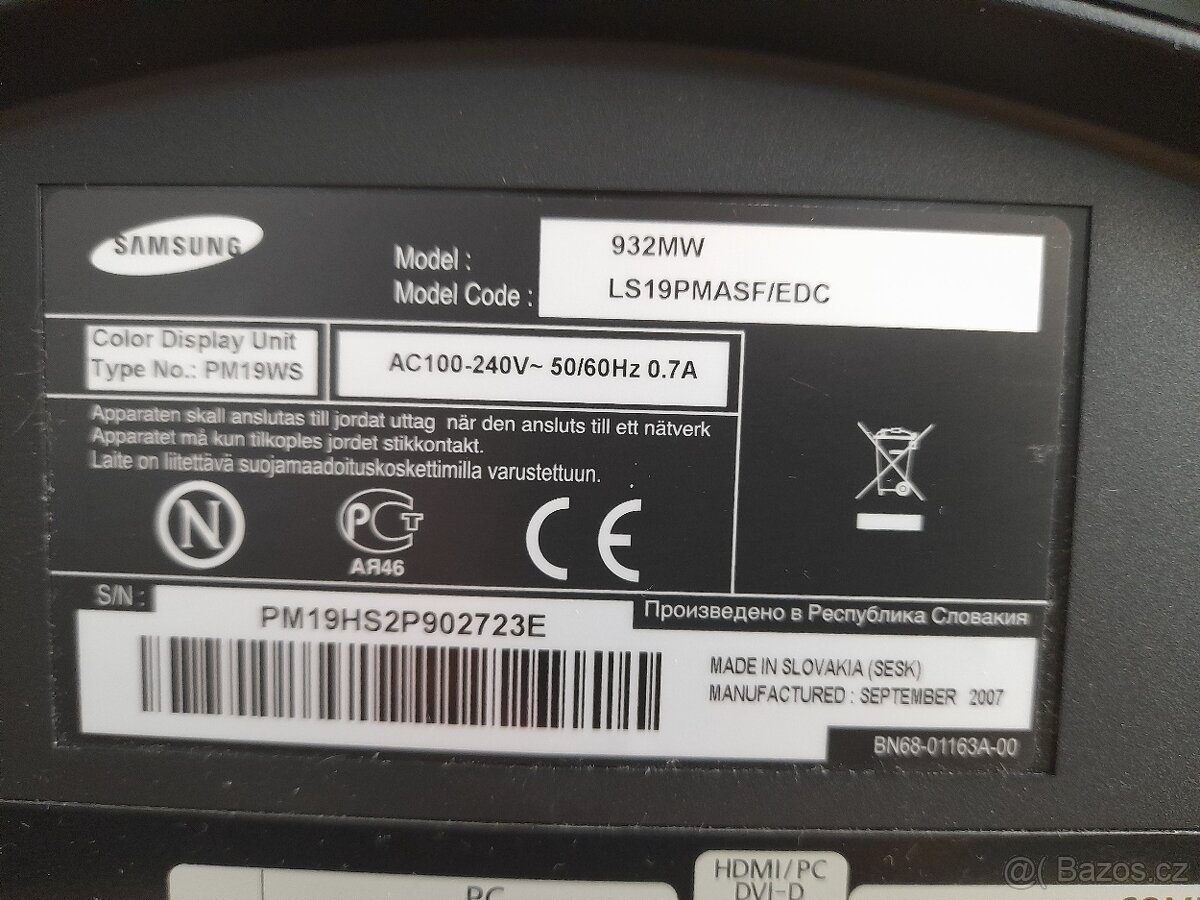 SAMSUNG
Model : 932MW
Model Code : LS19PMASF/EDC
Color Display Unit
Type No.: PM19WS
AC100-240V~ 50/60Hz 0.7A
Apparaten skall anslutas till jordat uttag när den ansluts till ett nätverk
Apparatet må kun tilkoples jordet stikkontakt.
Laite on liitettävä suojamaadoituskoskettimilla varustettuun.
N
РСТ
АЯ46
CE
S/N :
PM19HS2P902723E
Произведено в Республика Словакия
MADE IN SLOVAKIA (SESK)
MANUFACTURED : SEPTEMBER 2007
BN68-01163A-00
HDMI/PC
DVI-D
PC
@( Bazos.cz